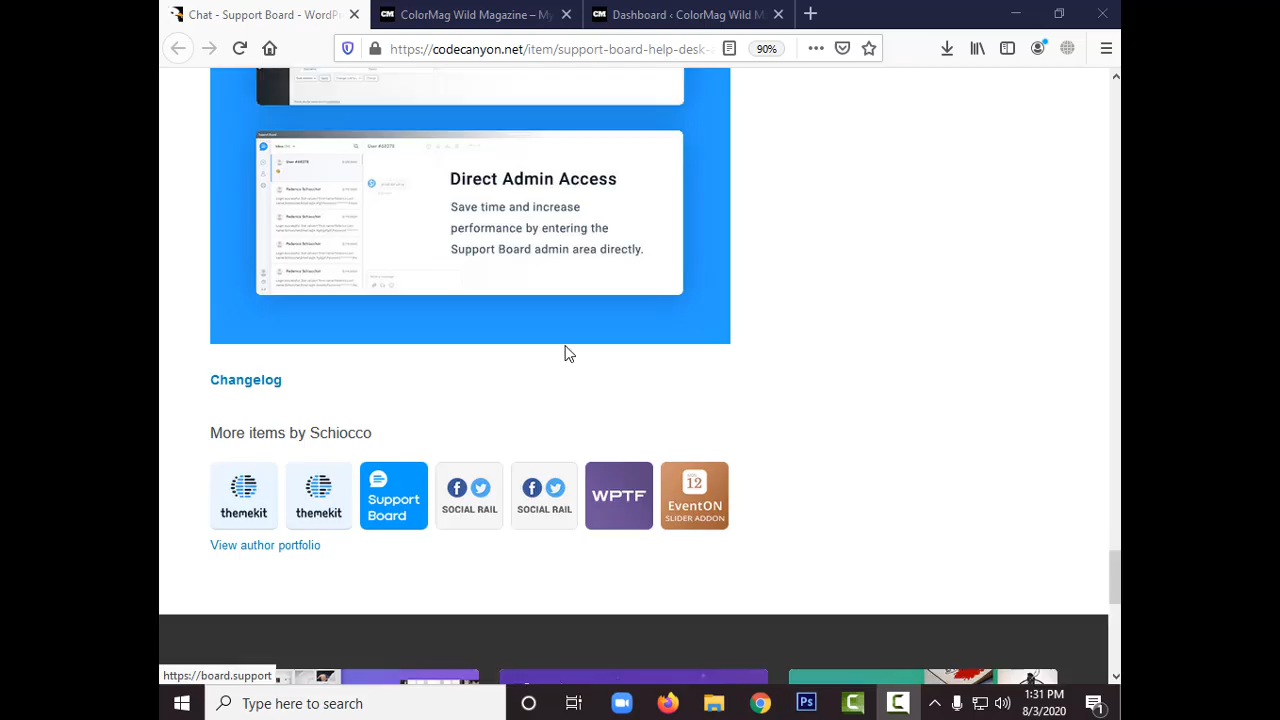 Chat - Support Board - WordPr
ColorMag Wild Magazine – My
Dashboard ‹ ColorMag Wild M
https://codecanyon.net/item/support-board-help-desk-
90%
Direct Admin Access
Save time and increase
performance by entering the
Support Board admin area directly.
Changelog
More items by Schiocco
themekit
themekit
Support
Board
SOCIAL RAIL
SOCIAL RAIL
WPTF
12
EventON
SLIDER ADDON
View author portfolio
https://board.support
Type here to search
Ps
1:31 PM
8/3/2020
1